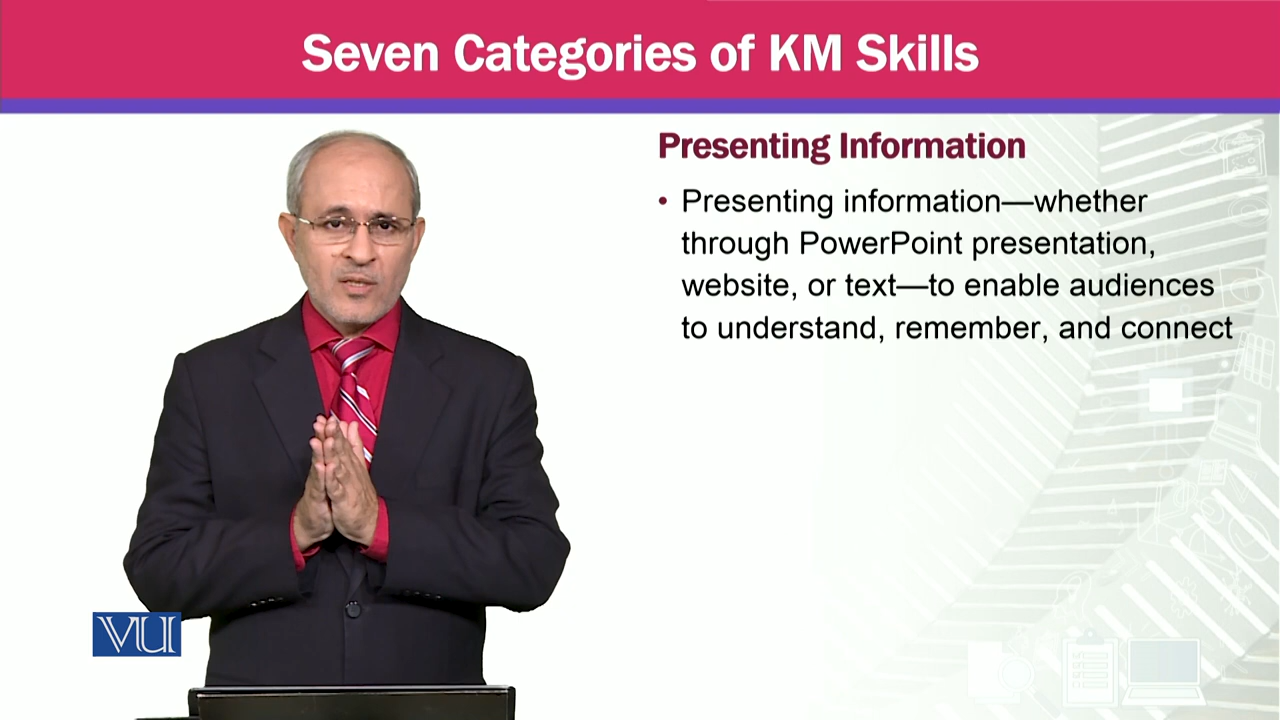 Seven Categories of KM Skills
Presenting Information
• Presenting information—whether
through PowerPoint presentation,
website, or text—to enable audiences
to understand, remember, and connect
VU